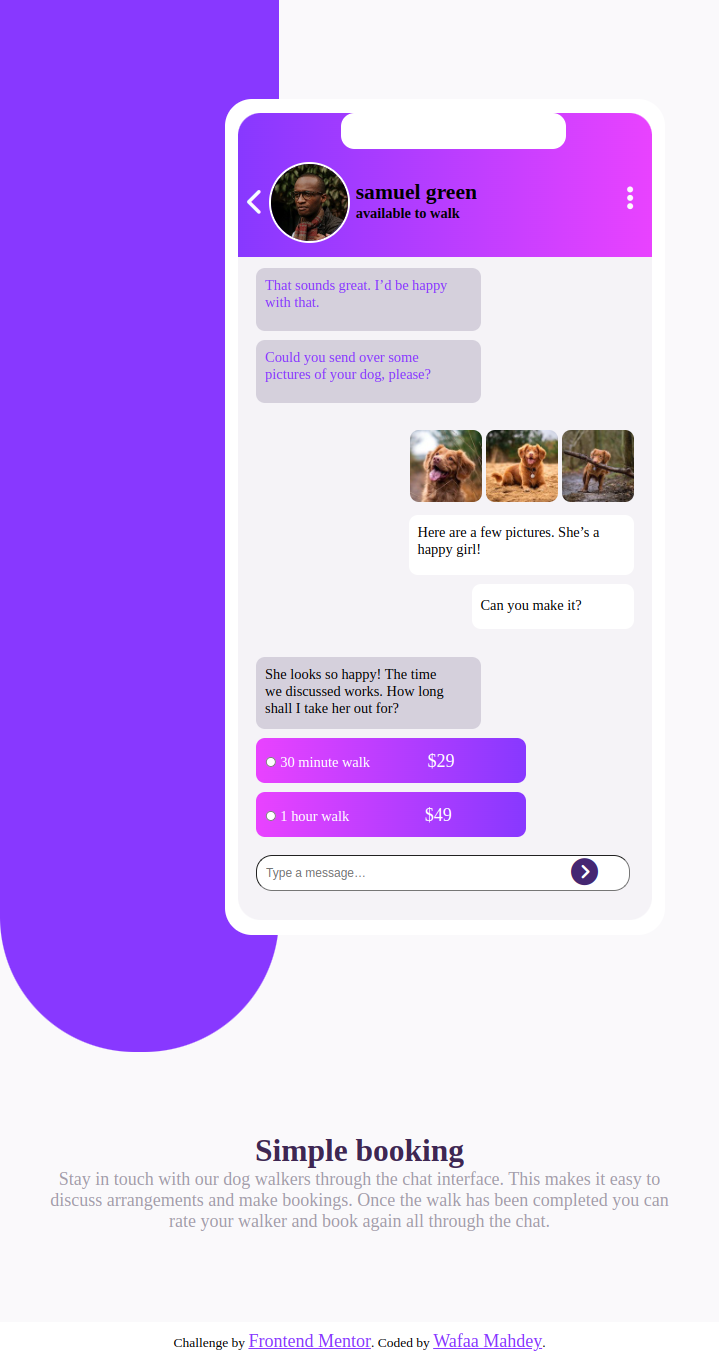 samuel green
available to walk
That sounds great. I’d be happy
with that.
Could you send over some
pictures of your dog, please?
Here are a few pictures. She’s a
happy girl!
Can you make it?
She looks so happy! The time
we discussed works. How long
shall I take her out for?
30 minute walk $29
1 hour walk $49
Type a message…
Simple booking
Stay in touch with our dog walkers through the chat interface. This makes it easy to
discuss arrangements and make bookings. Once the walk has been completed you can
rate your walker and book again all through the chat.
Challenge by Frontend Mentor. Coded by Wafaa Mahdey.